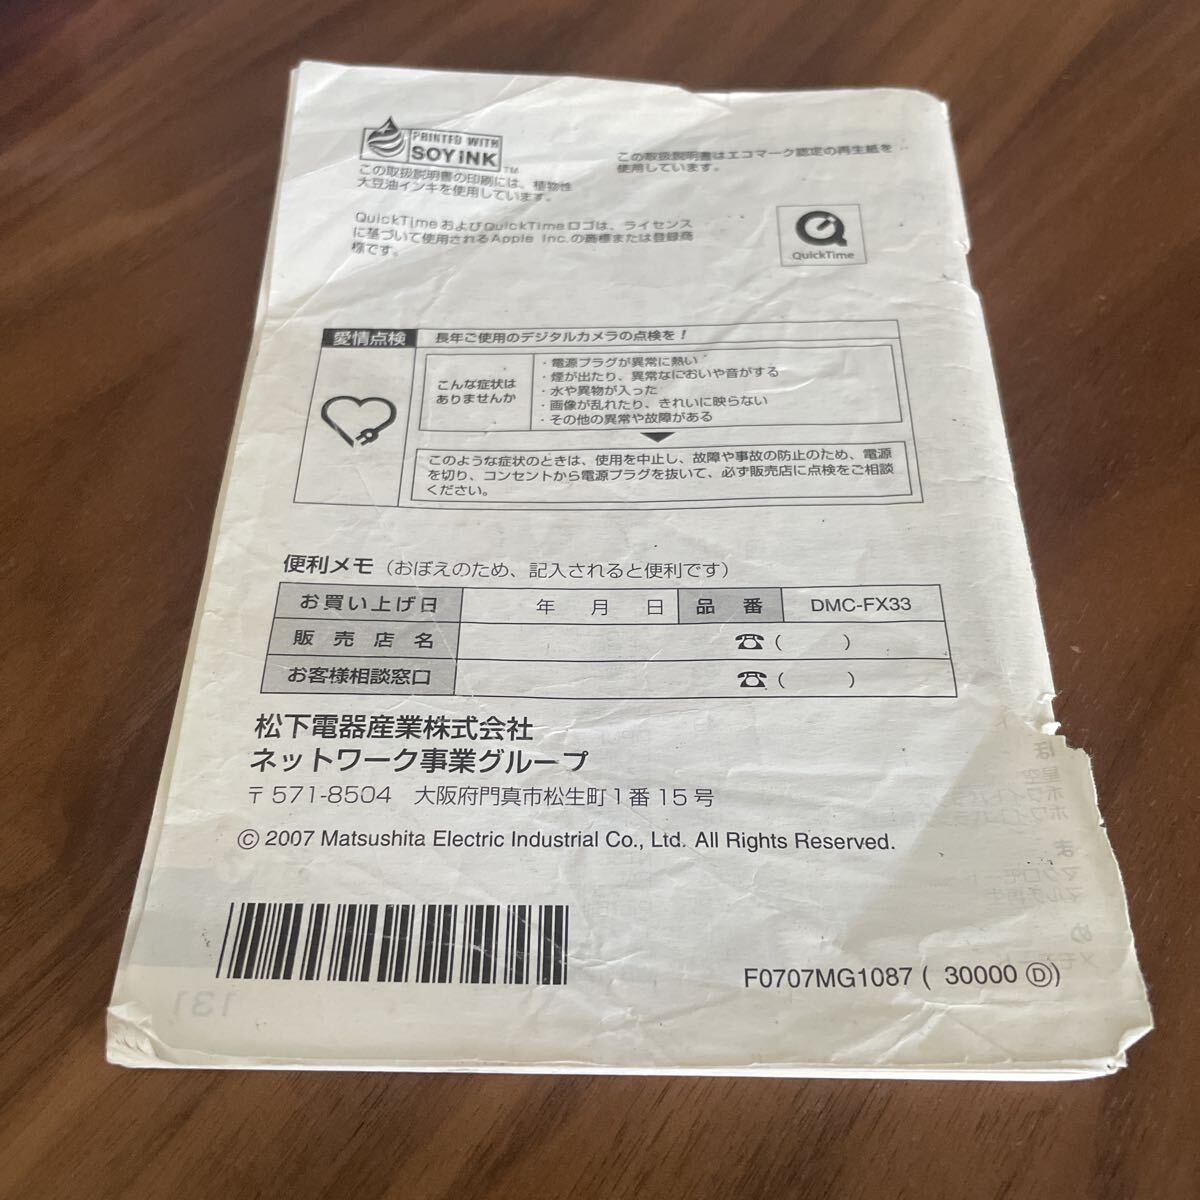 PRINTED WITH
SOY INK TM
この取扱説明書の印刷には、植物性
大豆油インキを使用しています。
この取扱説明書はエコマーク認定の再生紙を
使用しています。
QuickTimeおよびQuickTimeロゴは、ライセンス
に基づいて使用されるApple Inc.の商標または登録商
標です。
QuickTime
愛情点検
長年ご使用のデジタルカメラの点検を！
こんな症状は
ありませんか
・電源プラグが異常に熱い
・煙が出たり、異常なにおいや音がする
・水や異物が入った
・画像が乱れたり、きれいに映らない
・その他の異常や故障がある
このような症状のときは、使用を中止し、故障や事故の防止のため、電源
を切り、コンセントから電源プラグを抜いて、必ず販売店に点検をご相談
ください。
便利メモ（おぼえのため、記入されると便利です）
お買い上げ日 年 月 日 品 番 DMC-FX33
販 売 店 名 ☎（ ）
お客様相談窓口 ☎（ ）
松下電器産業株式会社
ネットワーク事業グループ
〒571-8504 大阪府門真市松生町1番15号
© 2007 Matsushita Electric Industrial Co., Ltd. All Rights Reserved.
F0707MG1087 ( 30000 Ⓓ)
131